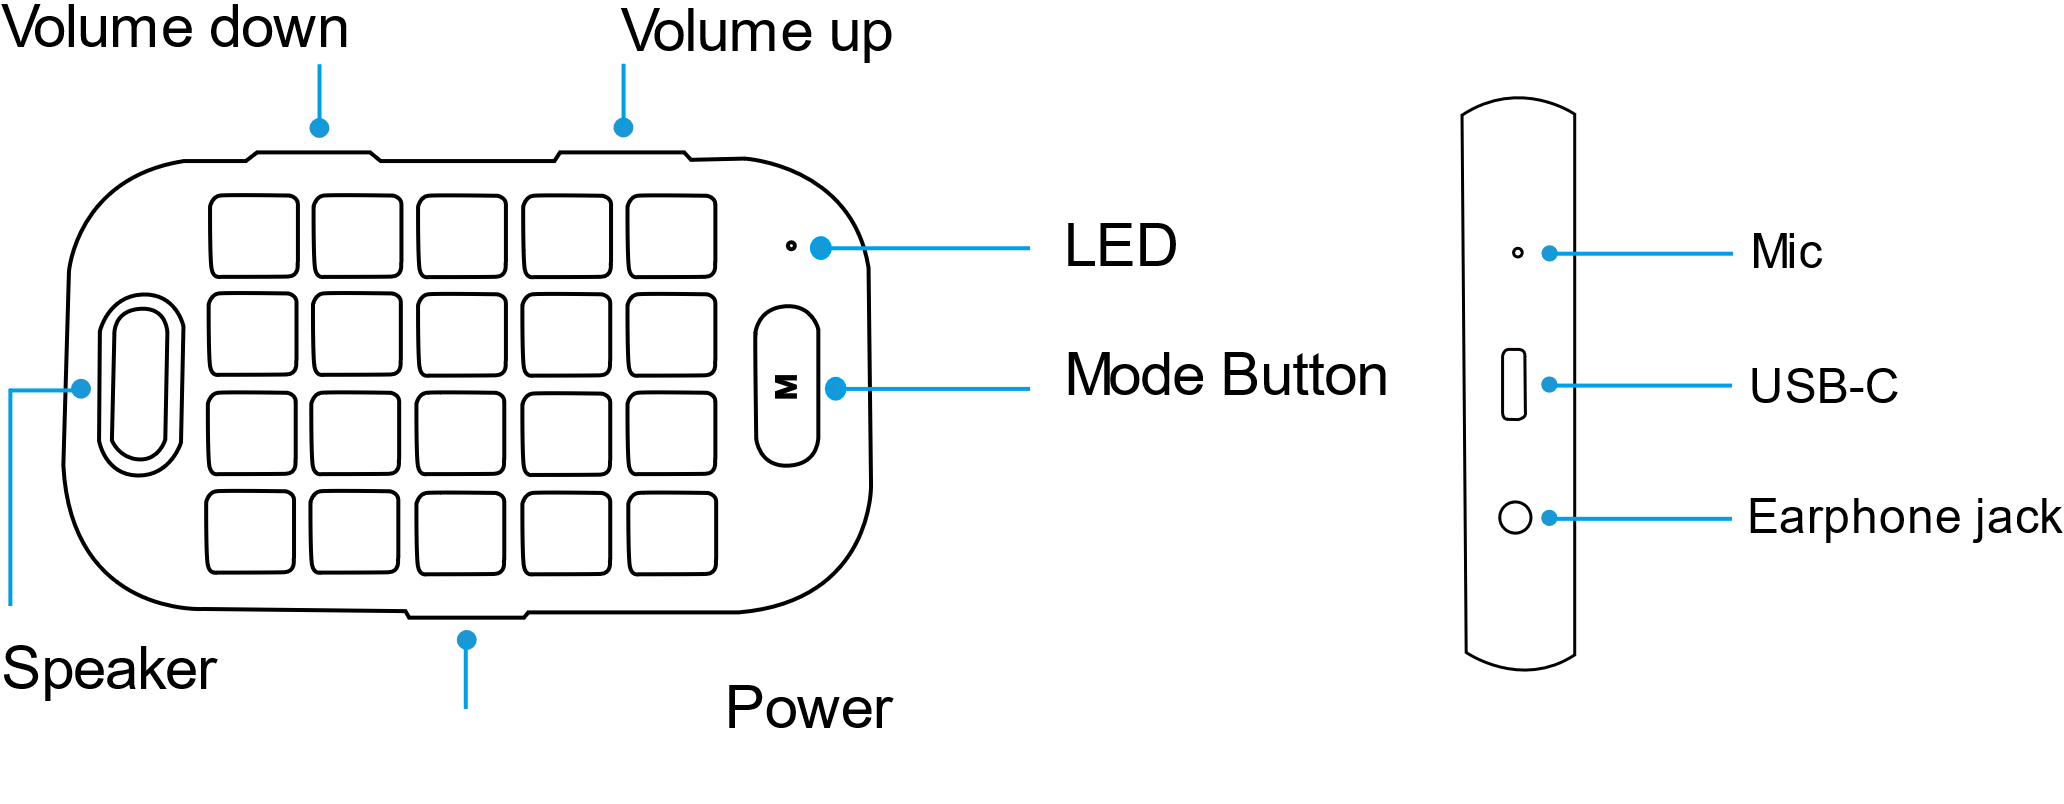 Volume down
Volume up
LED
Mode Button
M
Speaker
Power
Mic
USB-C
Earphone jack